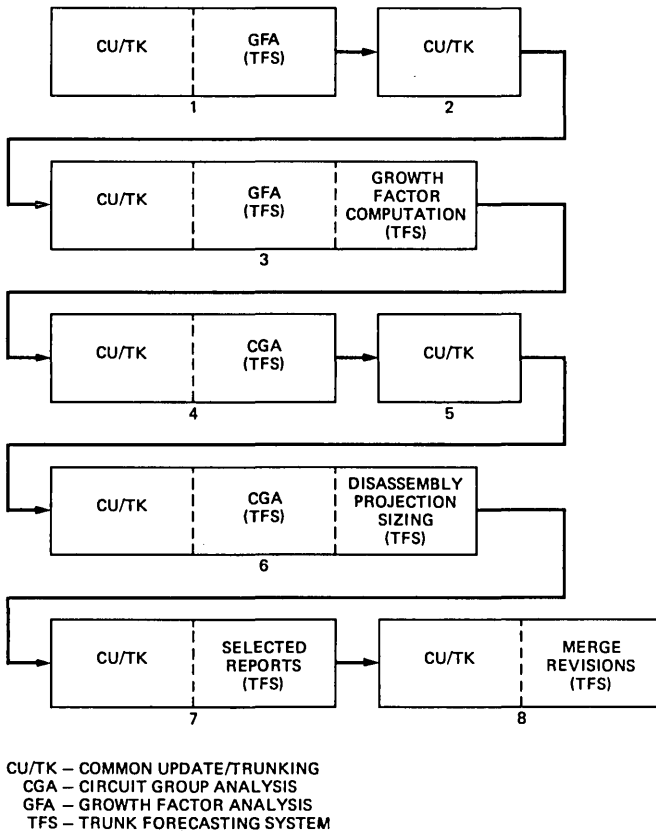 CU/TK
GFA
(TFS)
1
CU/TK
2
CU/TK
GFA
(TFS)
GROWTH
FACTOR
COMPUTATION
(TFS)
3
CU/TK
CGA
(TFS)
4
CU/TK
5
CU/TK
CGA
(TFS)
DISASSEMBLY
PROJECTION
SIZING
(TFS)
6
CU/TK
SELECTED
REPORTS
(TFS)
7
CU/TK
MERGE
REVISIONS
(TFS)
8
CU/TK – COMMON UPDATE/TRUNKING
CGA – CIRCUIT GROUP ANALYSIS
GFA – GROWTH FACTOR ANALYSIS
TFS – TRUNK FORECASTING SYSTEM